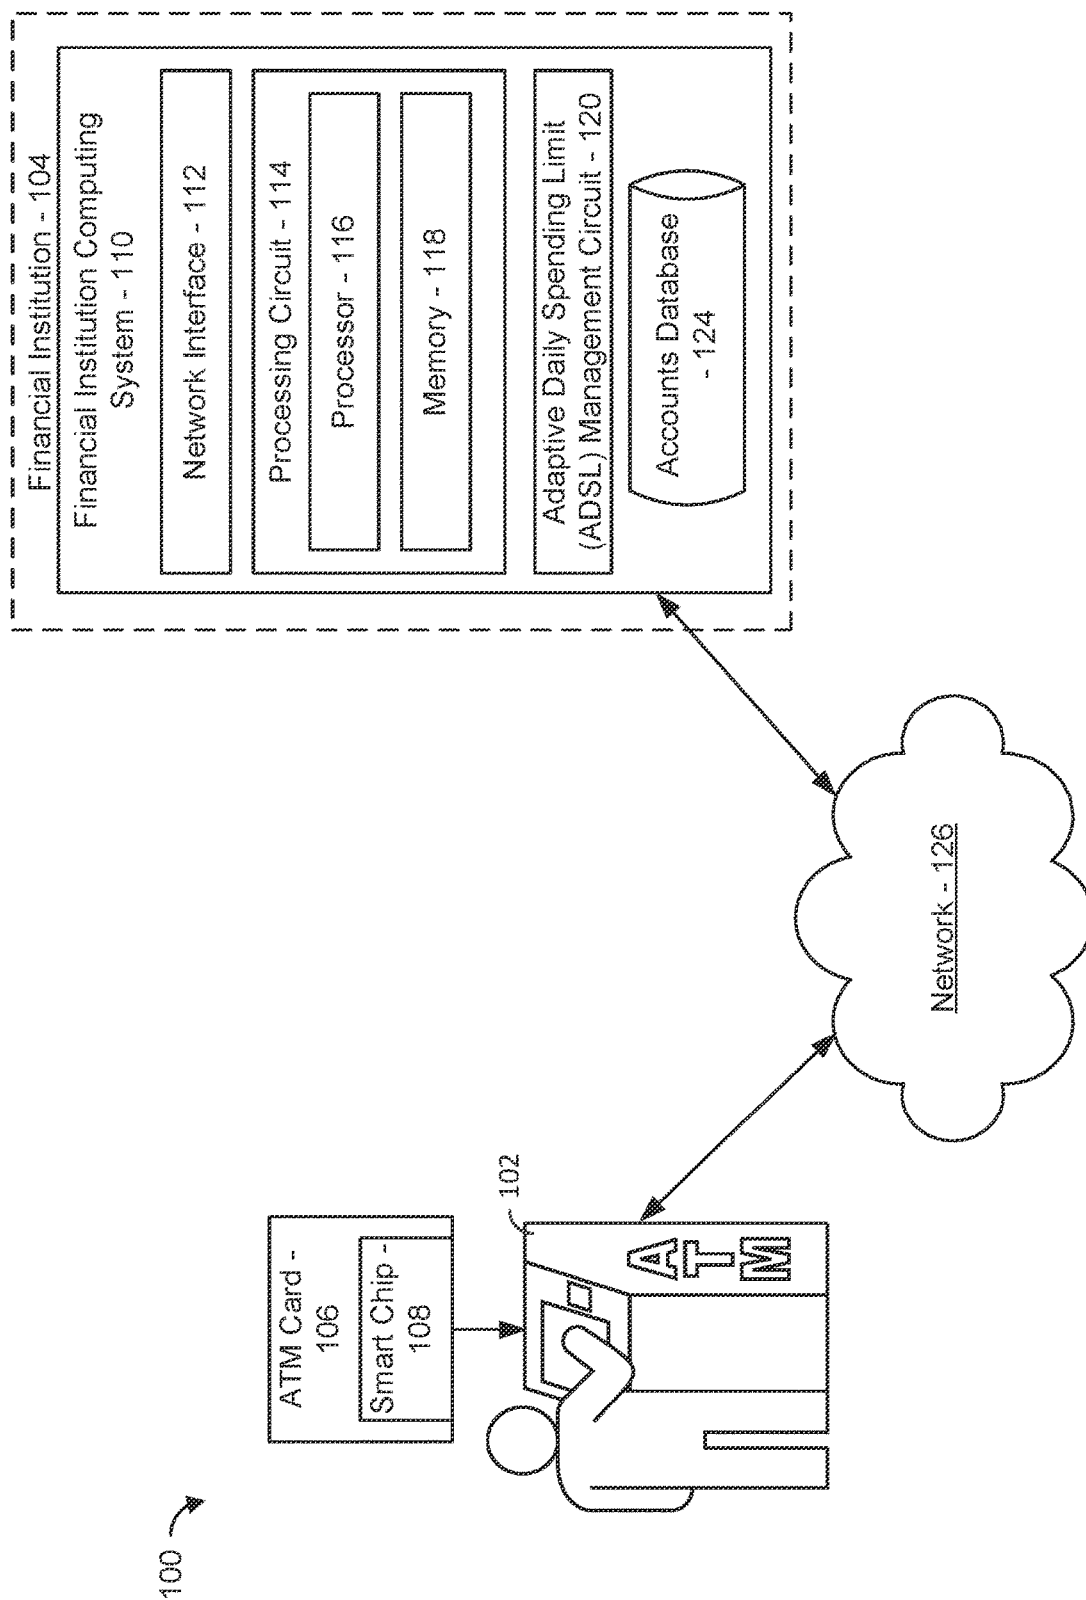 100
ATM Card -
106
Smart Chip -
108
102
ATM
Network - 126
Financial Institution - 104
Financial Institution Computing
System - 110
Network Interface - 112
Processing Circuit - 114
Processor - 116
Memory - 118
Adaptive Daily Spending Limit
(ADSL) Management Circuit - 120
Accounts Database
- 124